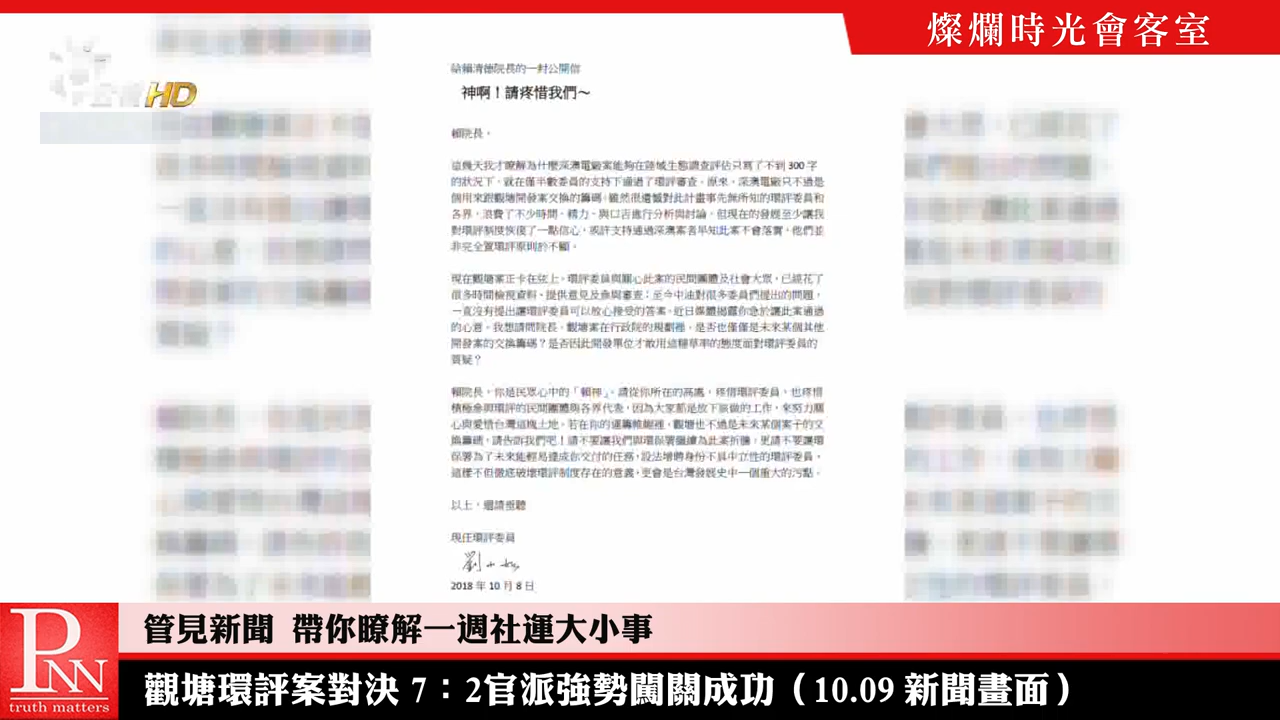 燦爛時光會客室
HD
給賴清德院長的一封公開信
神啊！請疼惜我們～
賴院長，
這幾天我才瞭解為什麼深澳電廠案能夠在陸域生態調查評估只寫了不到 300 字
的狀況下，就在僅半數委員的支持下通過了環評審查。原來，深澳電廠只不過是
個用來跟觀塘開發案交換的籌碼。雖然很遺憾對此計畫事先無所知的環評委員和
各界，浪費了不少時間、精力、與口舌進行分析與討論，但現在的發展至少讓我
對環評制度恢復了一點信心，或許支持通過深澳案者早知此案不會落實，他們並
非完全置環評原則於不顧。
現在觀塘案正卡在弦上，環評委員與關心此案的民間團體及社會大眾，已經花了
很多時間檢視資料、提供意見及參與審查；至今中油對很多委員們提出的問題，
一直沒有提出讓環評委員可以放心接受的答案。近日媒體揭露你急於讓此案通過
的心意。我想請問院長，觀塘案在行政院的規劃裡，是否也僅僅是未來某個其他
開發案的交換籌碼？是否因此開發單位才敢用這種草率的態度面對環評委員的
質疑？
賴院長，你是民眾心中的「賴神」。請從你所在的高處，疼惜環評委員，也疼惜
積極參與環評的民間團體與各界代表，因為大家都是放下該做的工作，來努力關
心與愛惜台灣這塊土地。若在你的運籌帷幄裡，觀塘也不過是未來某個案子的交
換籌碼，請告訴我們吧！請不要讓我們與環保署繼續為此案折騰，更請不要讓環
保署為了未來能輕易達成你交付的任務，設法增聘身份不具中立性的環評委員，
這樣不但徹底破壞環評制度存在的意義，更會是台灣發展史中一個重大的污點。
以上，還請垂聽
現任環評委員
劉小如
2018 年 10 月 8 日
PNN
truth matters
管見新聞 帶你瞭解一週社運大小事
觀塘環評案對決 7：2官派強勢闖關成功（10.09 新聞畫面）